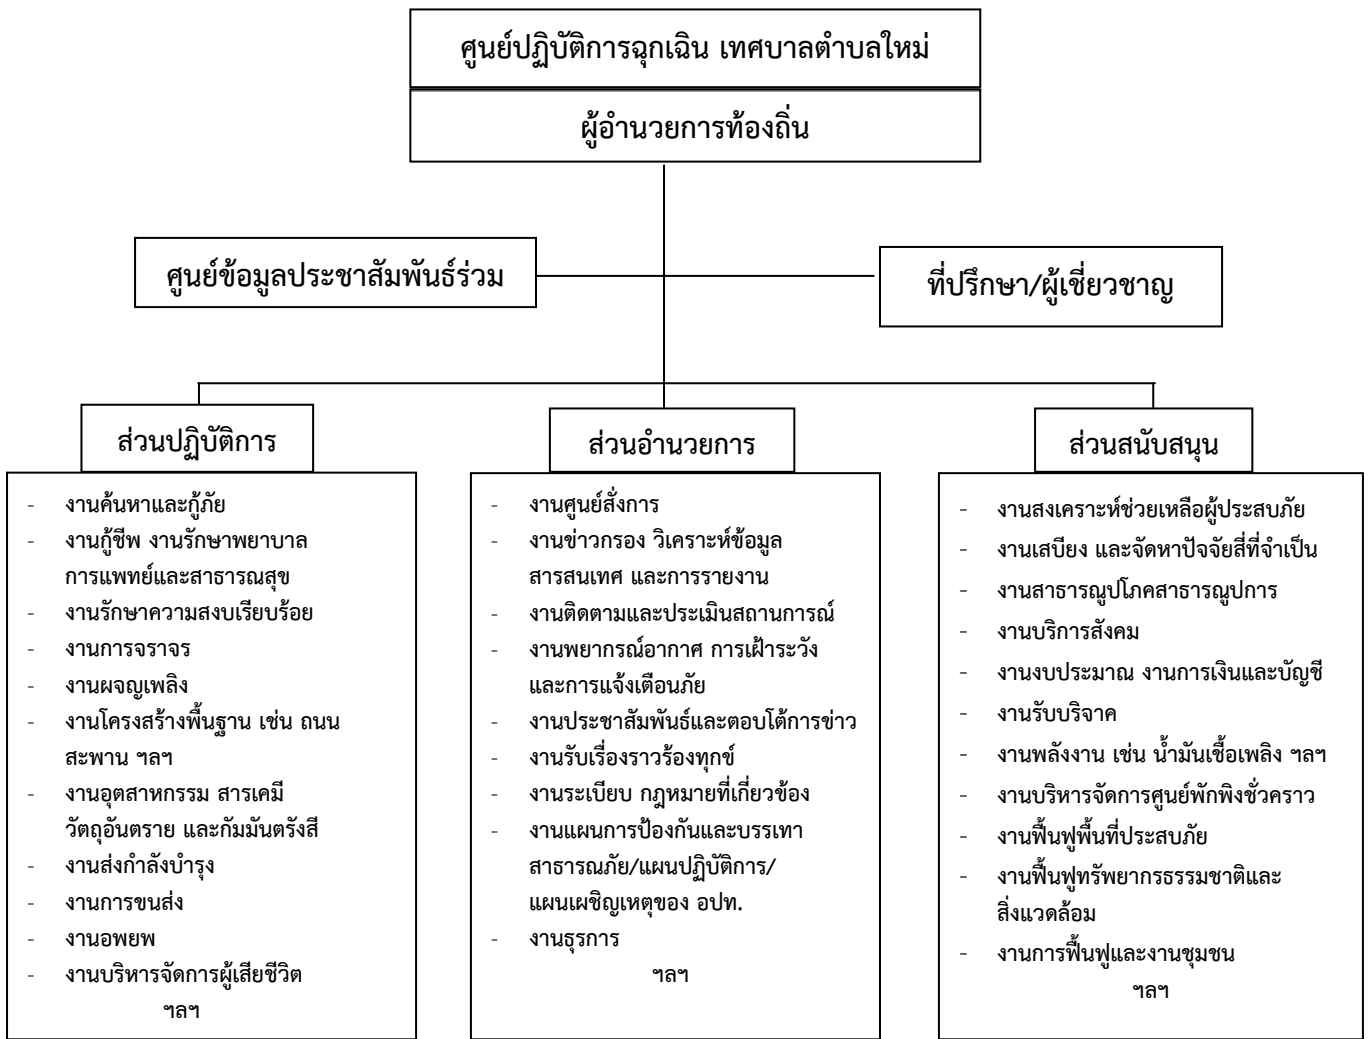 ศูนย์ปฏิบัติการฉุกเฉิน เทศบาลตำบลใหม่
ผู้อำนวยการท้องถิ่น
ศูนย์ข้อมูลประชาสัมพันธ์ร่วม
ที่ปรึกษา/ผู้เชี่ยวชาญ
ส่วนปฏิบัติการ
- งานค้นหาและกู้ภัย
- งานกู้ชีพ งานรักษาพยาบาล
การแพทย์และสาธารณสุข
- งานรักษาความสงบเรียบร้อย
- งานการจราจร
- งานผจญเพลิง
- งานโครงสร้างพื้นฐาน เช่น ถนน
สะพาน ฯลฯ
- งานอุตสาหกรรม สารเคมี
วัตถุอันตราย และกัมมันตรังสี
- งานส่งกำลังบำรุง
- งานการขนส่ง
- งานอพยพ
- งานบริหารจัดการผู้เสียชีวิต
ฯลฯ
ส่วนอำนวยการ
- งานศูนย์สั่งการ
- งานข่าวกรอง วิเคราะห์ข้อมูล
สารสนเทศ และการรายงาน
- งานติดตามและประเมินสถานการณ์
- งานพยากรณ์อากาศ การเฝ้าระวัง
และการแจ้งเตือนภัย
- งานประชาสัมพันธ์และตอบโต้การข่าว
- งานรับเรื่องราวร้องทุกข์
- งานระเบียบ กฎหมายที่เกี่ยวข้อง
- งานแผนการป้องกันและบรรเทา
สาธารณภัย/แผนปฏิบัติการ/
แผนเผชิญเหตุของ อปท.
- งานธุรการ
ฯลฯ
ส่วนสนับสนุน
- งานสงเคราะห์ช่วยเหลือผู้ประสบภัย
- งานเสบียง และจัดหาปัจจัยสี่ที่จำเป็น
- งานสาธารณูปโภคสาธารณูปการ
- งานบริการสังคม
- งานงบประมาณ งานการเงินและบัญชี
- งานรับบริจาค
- งานพลังงาน เช่น น้ำมันเชื้อเพลิง ฯลฯ
- งานบริหารจัดการศูนย์พักพิงชั่วคราว
- งานฟื้นฟูพื้นที่ประสบภัย
- งานฟื้นฟูทรัพยากรธรรมชาติและ
สิ่งแวดล้อม
- งานการฟื้นฟูและงานชุมชน
ฯลฯ